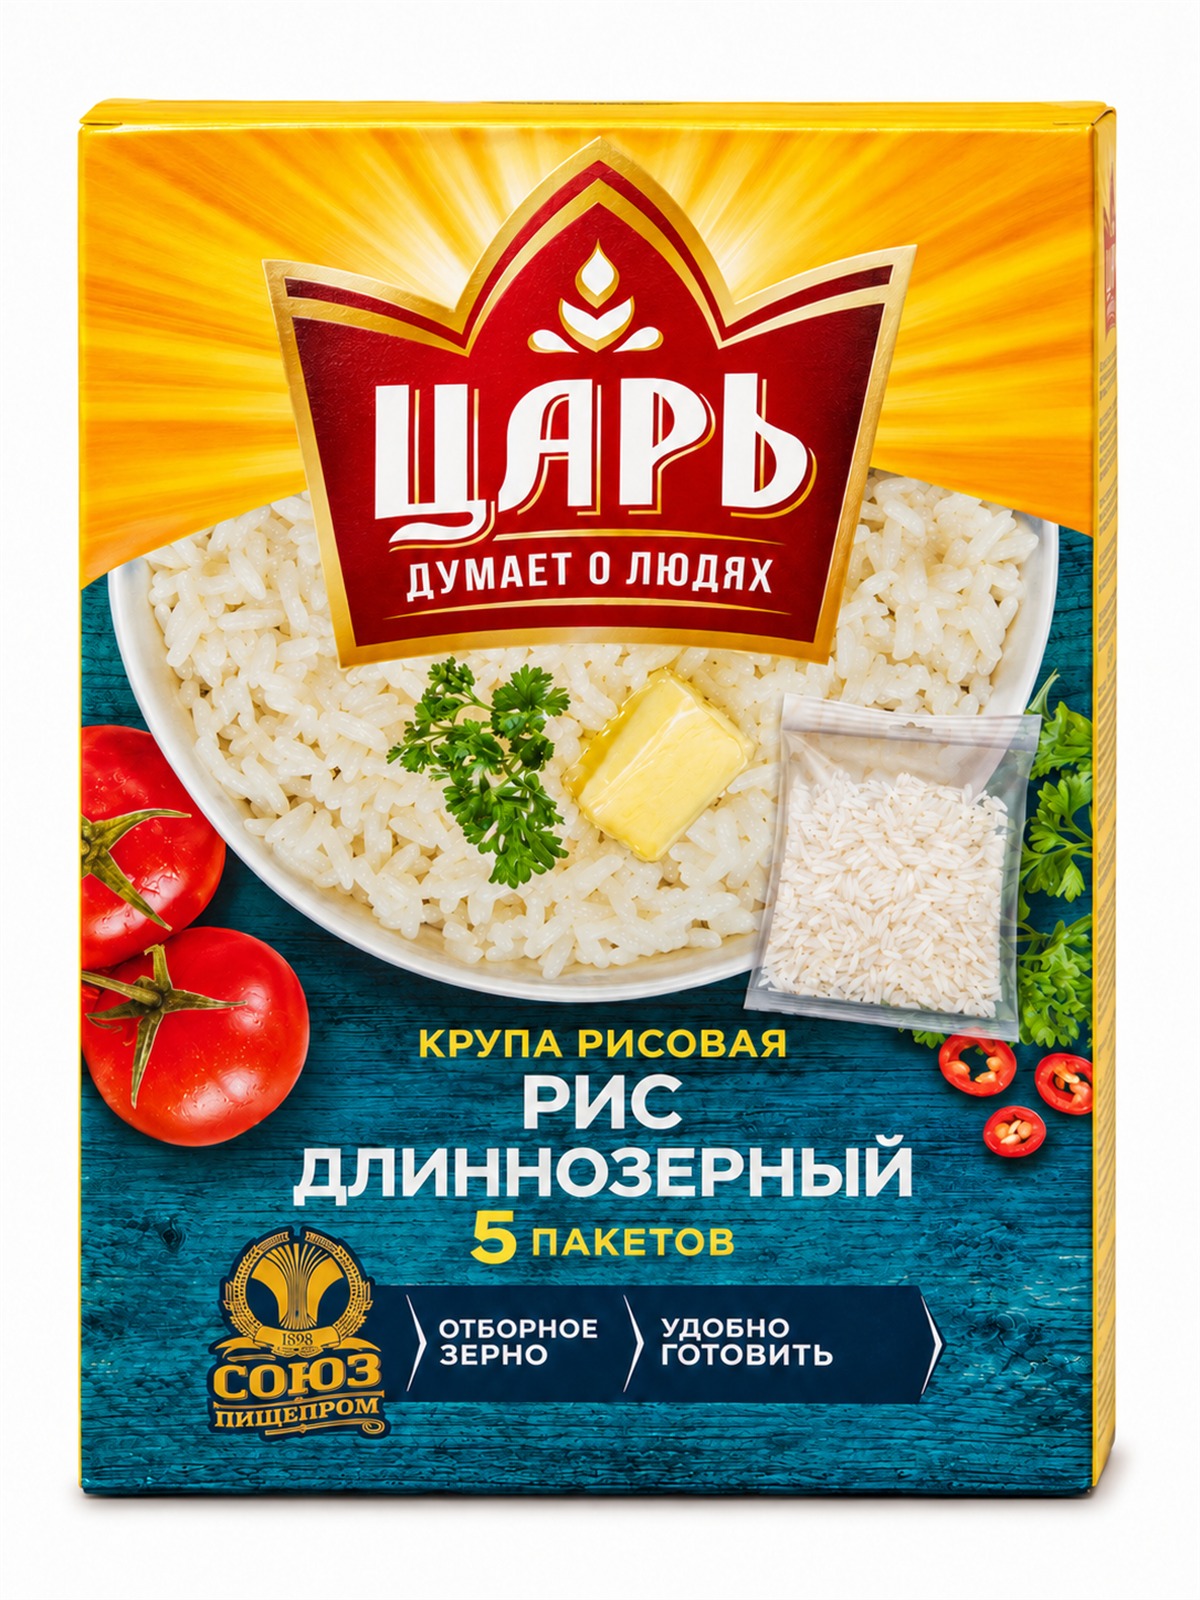 ЦАРЬ
ДУМАЕТ О ЛЮДЯХ
КРУПА РИСОВАЯ
РИС
ДЛИННОЗЕРНЫЙ
5 ПАКЕТОВ
1898
СОЮЗ
ПИЩЕПРОМ
ОТБОРНОЕ
ЗЕРНО
УДОБНО
ГОТОВИТЬ